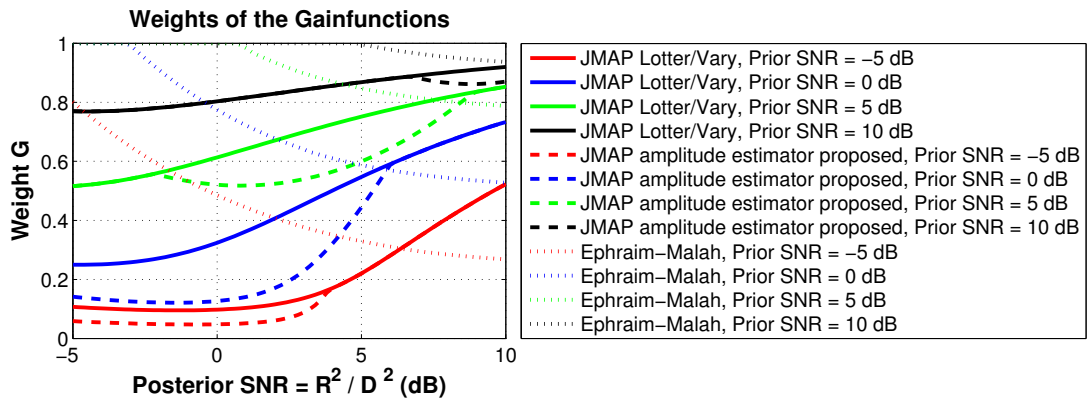 Weights of the Gainfunctions
1
0.8
0.6
0.4
0.2
0
−5
0
5
10
Weight G
Posterior SNR = R² / D ² (dB)
JMAP Lotter/Vary, Prior SNR = −5 dB
JMAP Lotter/Vary, Prior SNR = 0 dB
JMAP Lotter/Vary, Prior SNR = 5 dB
JMAP Lotter/Vary, Prior SNR = 10 dB
JMAP amplitude estimator proposed, Prior SNR = −5 dB
JMAP amplitude estimator proposed, Prior SNR = 0 dB
JMAP amplitude estimator proposed, Prior SNR = 5 dB
JMAP amplitude estimator proposed, Prior SNR = 10 dB
Ephraim−Malah, Prior SNR = −5 dB
Ephraim−Malah, Prior SNR = 0 dB
Ephraim−Malah, Prior SNR = 5 dB
Ephraim−Malah, Prior SNR = 10 dB